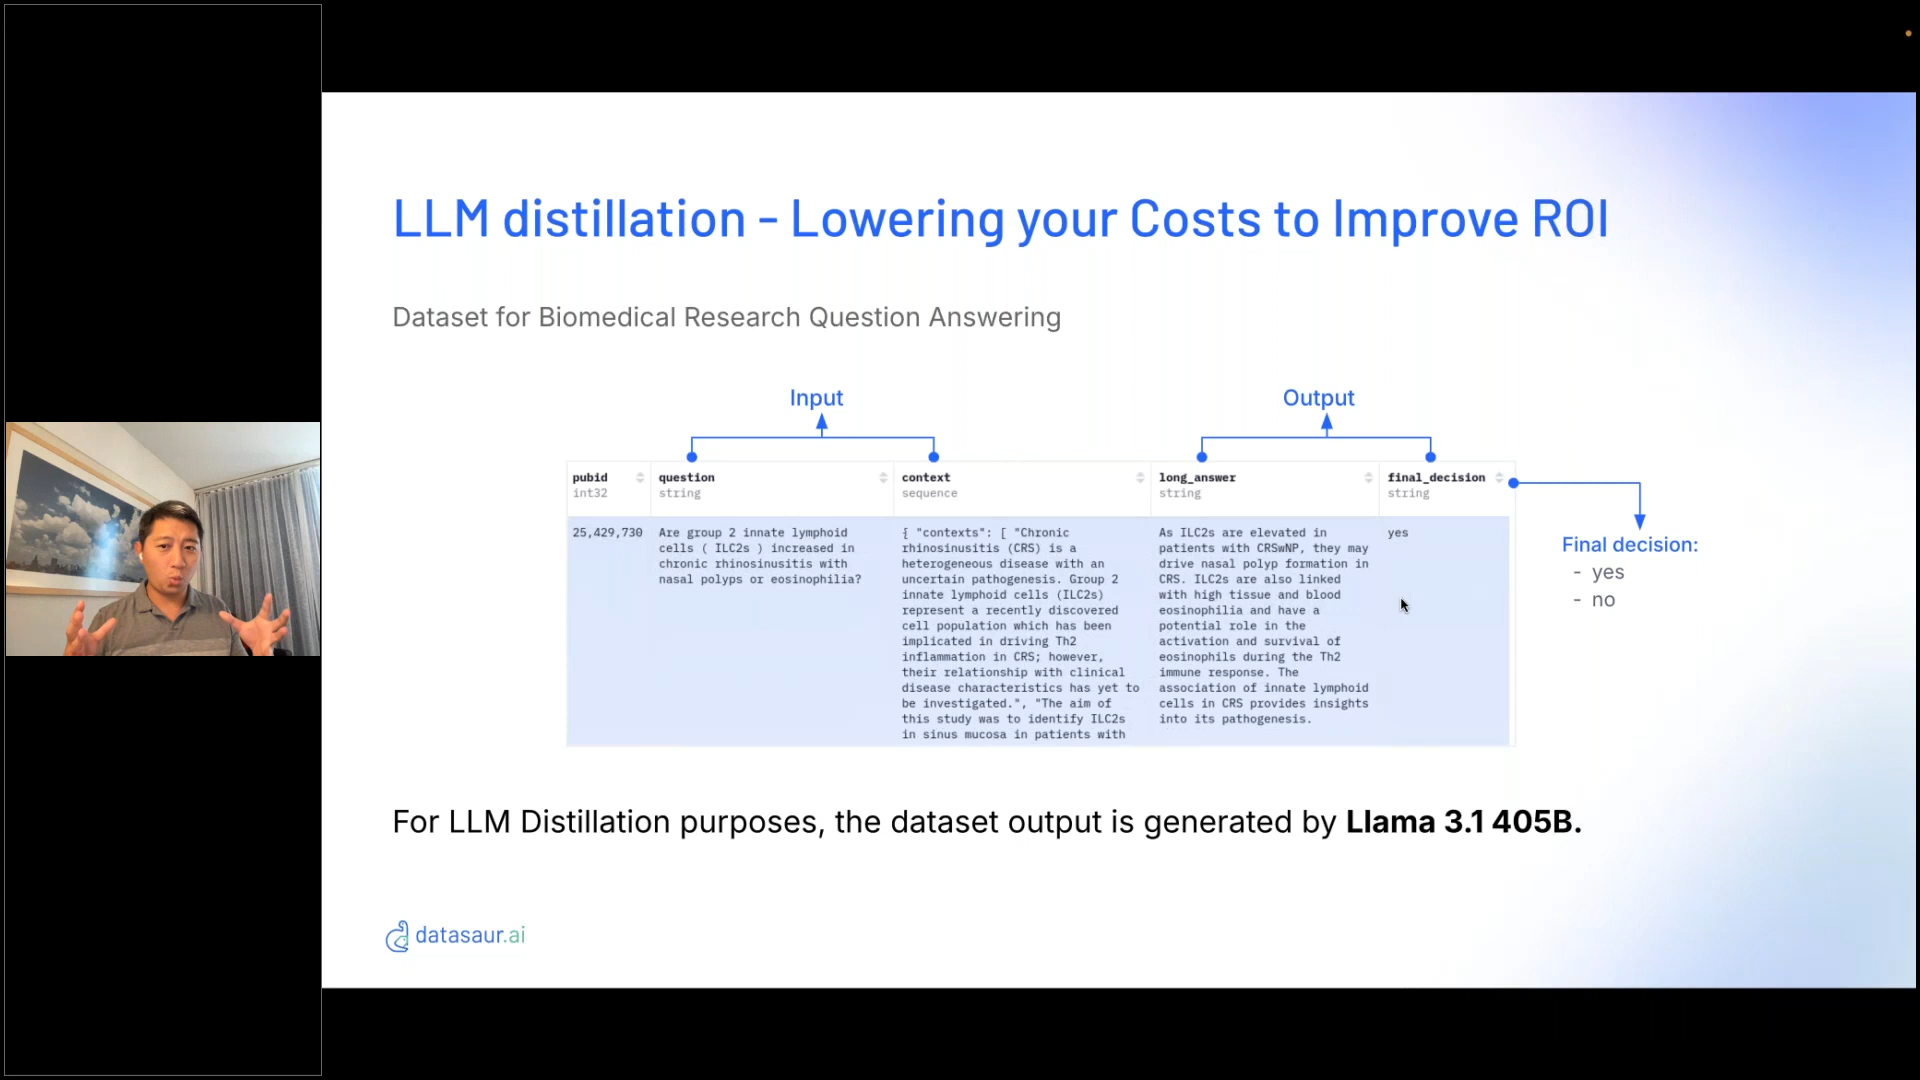 LLM distillation - Lowering your Costs to Improve ROI
Dataset for Biomedical Research Question Answering
Input
Output
pubid
int32
question
string
context
sequence
long_answer
string
final_decision
string
25,429,730
Are group 2 innate lymphoid
cells ( ILC2s ) increased in
chronic rhinosinusitis with
nasal polyps or eosinophilia?
{ "contexts": [ "Chronic
rhinosinusitis (CRS) is a
heterogeneous disease with an
uncertain pathogenesis. Group 2
innate lymphoid cells (ILC2s)
represent a recently discovered
cell population which has been
implicated in driving Th2
inflammation in CRS; however,
their relationship with clinical
disease characteristics has yet to
be investigated.", "The aim of
this study was to identify ILC2s
in sinus mucosa in patients with
As ILC2s are elevated in
patients with CRSwNP, they may
drive nasal polyp formation in
CRS. ILC2s are also linked
with high tissue and blood
eosinophilia and have a
potential role in the
activation and survival of
eosinophils during the Th2
immune response. The
association of innate lymphoid
cells in CRS provides insights
into its pathogenesis.
yes
Final decision:
- yes
- no
For LLM Distillation purposes, the dataset output is generated by Llama 3.1 405B.
datasaur.ai